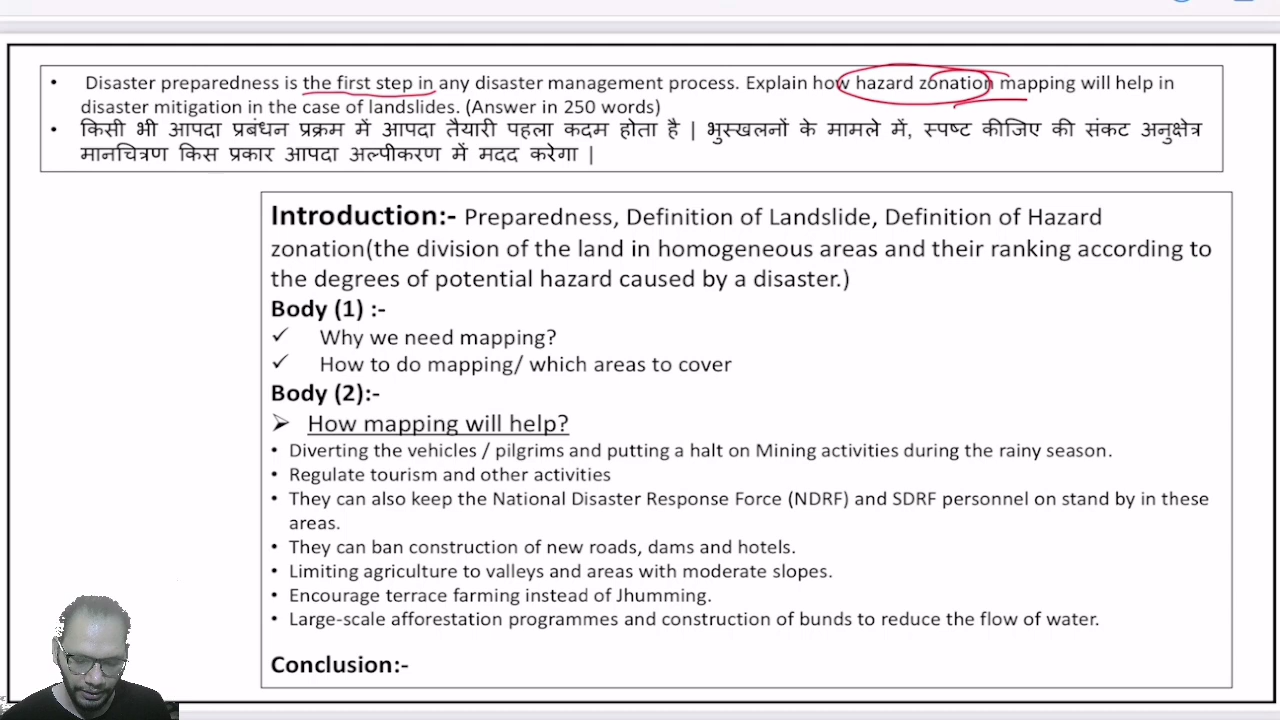 • Disaster preparedness is the first step in any disaster management process. Explain how hazard zonation mapping will help in
disaster mitigation in the case of landslides. (Answer in 250 words)
• किसी भी आपदा प्रबंधन प्रक्रम में आपदा तैयारी पहला कदम होता है | भुस्खलनों के मामले में, स्पष्ट कीजिए की संकट अनुक्षेत्र
मानचित्रण किस प्रकार आपदा अल्पीकरण में मदद करेगा |
Introduction:- Preparedness, Definition of Landslide, Definition of Hazard
zonation(the division of the land in homogeneous areas and their ranking according to
the degrees of potential hazard caused by a disaster.)
Body (1) :-
✓ Why we need mapping?
✓ How to do mapping/ which areas to cover
Body (2):-
➢ How mapping will help?
• Diverting the vehicles / pilgrims and putting a halt on Mining activities during the rainy season.
• Regulate tourism and other activities
• They can also keep the National Disaster Response Force (NDRF) and SDRF personnel on stand by in these
areas.
• They can ban construction of new roads, dams and hotels.
• Limiting agriculture to valleys and areas with moderate slopes.
• Encourage terrace farming instead of Jhumming.
• Large-scale afforestation programmes and construction of bunds to reduce the flow of water.
Conclusion:-